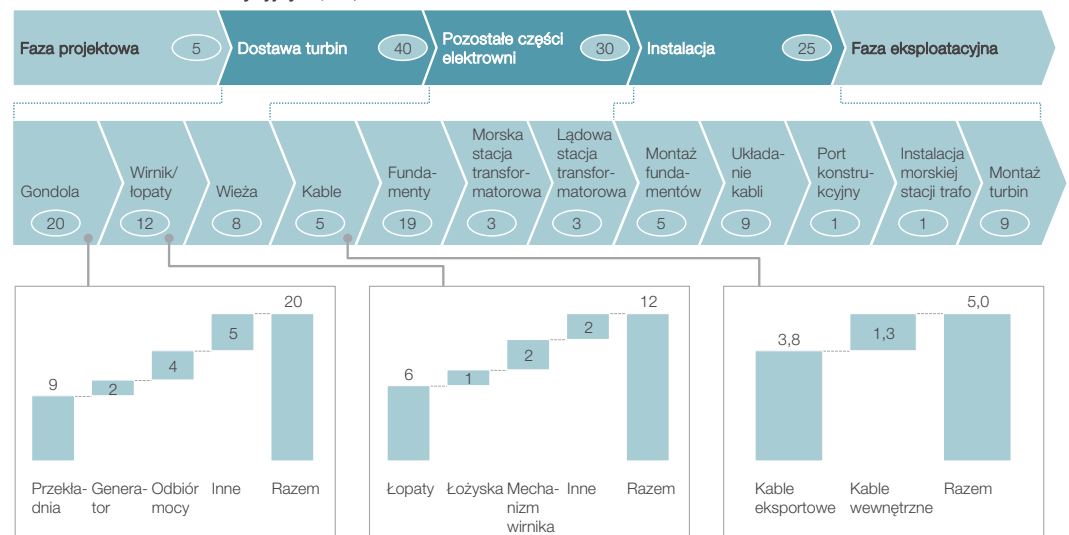 Faza projektowa
5
Dostawa turbin
40
Pozostałe części
elektrowni
30
Instalacja
25
Faza eksploatacyjna
Gondola
20
Wirnik/
łopaty
12
Wieża
8
Kable
5
Funda-
menty
19
Morska
stacja
transfor-
matorowa
3
Lądowa
stacja
transfor-
matorowa
3
Montaż
funda-
mentów
5
Układa-
nie
kabli
9
Port
konstru-
kcyjny
1
Instalacja
morskiej
stacji trafo
1
Montaż
turbin
9
9
2
4
5
20
Przekła-
dnia
Genera-
tor
Odbiór
mocy
Inne
Razem
6
1
2
2
12
Łopaty
Łożyska
Mecha-
nizm
wirnika
Inne
Razem
3,8
1,3
5,0
Kable
eksportowe
Kable
wewnętrzne
Razem